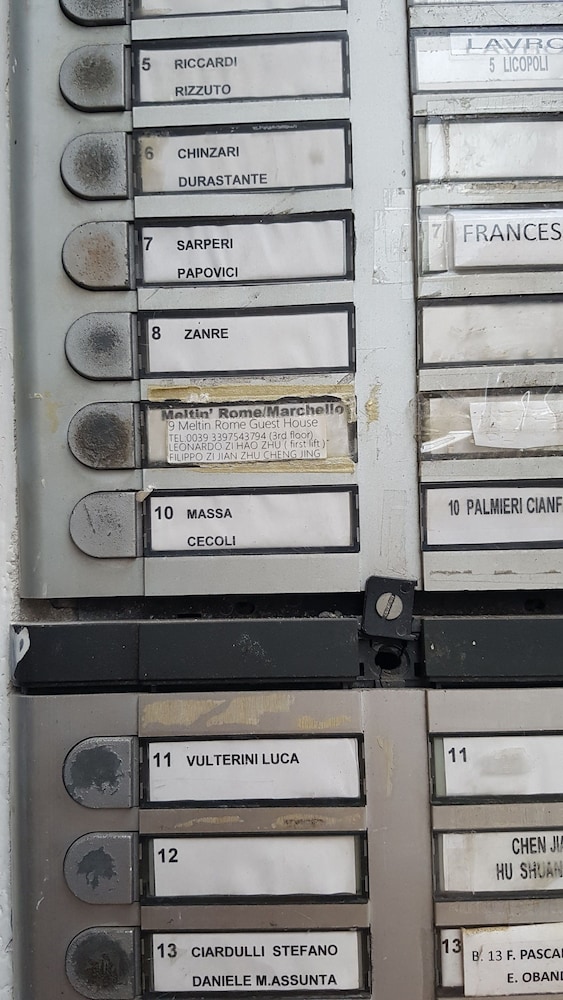 5 RICCARDI
RIZZUTO
6 CHINZARI
DURASTANTE
7 SARPERI
PAPOVICI
8 ZANRE
Meltin' Rome/Marchello
9 Meltin Rome Guest House
TEL:0039 3397543794 (3rd floor)
LEONARDO ZI HAO ZHU ( first lift )
FILIPPO ZI JIAN ZHU CHENG JING
10 MASSA
CECOLI
11 VULTERINI LUCA
12
13 CIARDULLI STEFANO
DANIELE M.ASSUNTA
LAVRO
5 LICOPOLI
7 FRANCES
10 PALMIERI CIANF
11
CHEN JI
HU SHUAN
13 B. 13 F. PASCA
E. OBAND